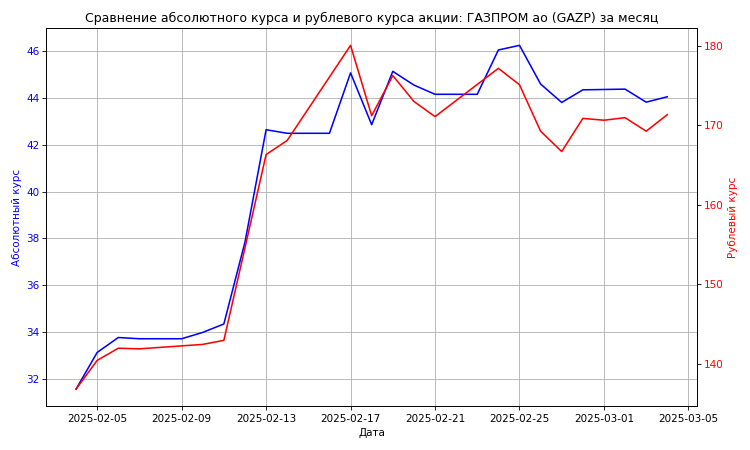 Сравнение абсолютного курса и рублевого курса акции: ГАЗПРОМ ао (GAZP) за месяц
46
44
42
40
38
36
34
32
Абсолютный курс
180
170
160
150
140
Рублевый курс
2025-02-05 2025-02-09 2025-02-13 2025-02-17 2025-02-21 2025-02-25 2025-03-01 2025-03-05
Дата